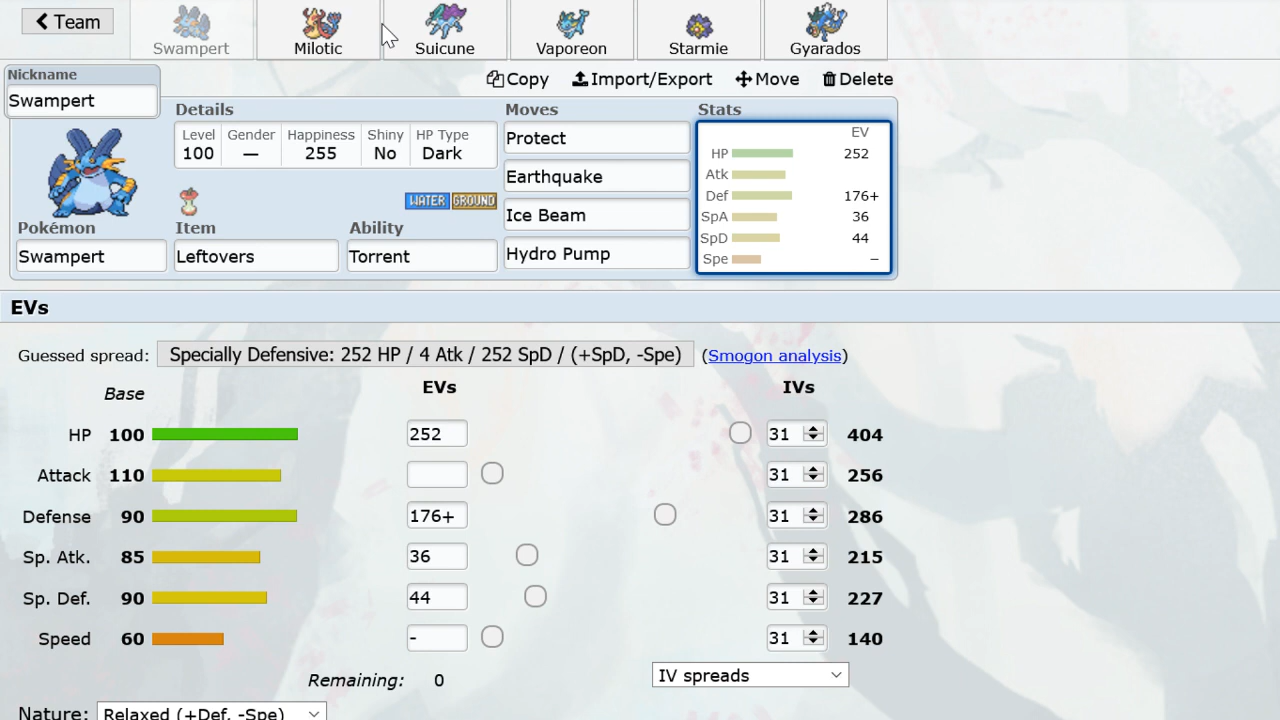 Team
Swampert
Milotic
Suicune
Vaporeon
Starmie
Gyarados
Nickname
Swampert
Copy
Import/Export
Move
Delete
Details
Moves
Stats
Level
Gender
Happiness
Shiny
HP Type
100
—
255
No
Dark
WATER GROUND
Pokémon
Item
Ability
Swampert
Leftovers
Torrent
Protect
Earthquake
Ice Beam
Hydro Pump
EV
HP 252
Atk
Def 176+
SpA 36
SpD 44
Spe –
EVs
Guessed spread: Specially Defensive: 252 HP / 4 Atk / 252 SpD / (+SpD, -Spe) (Smogon analysis)
Base EVs IVs
HP 100 252 31 404
Attack 110 31 256
Defense 90 176+ 31 286
Sp. Atk. 85 36 31 215
Sp. Def. 90 44 31 227
Speed 60 - 31 140
Remaining: 0
IV spreads
Nature: Relaxed (+Def, -Spe)